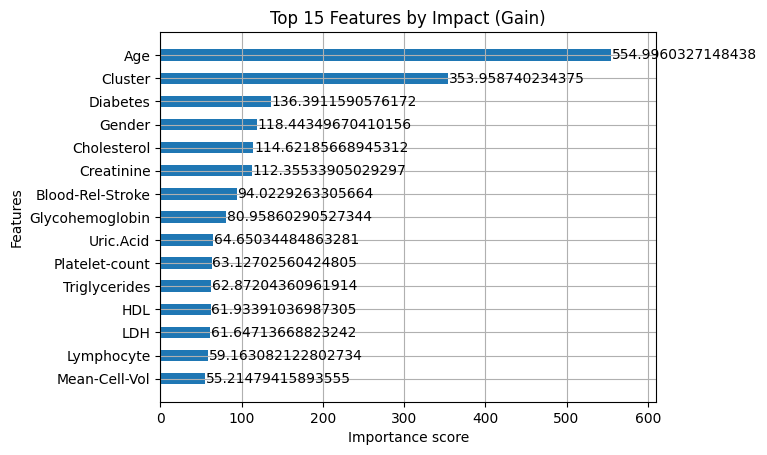 Top 15 Features by Impact (Gain)
Age 554.9960327148438
Cluster 353.958740234375
Diabetes 136.3911590576172
Gender 118.44349670410156
Cholesterol 114.62185668945312
Creatinine 112.35533905029297
Blood-Rel-Stroke 94.0229263305664
Glycohemoglobin 80.95860290527344
Uric.Acid 64.65034484863281
Platelet-count 63.12702560424805
Triglycerides 62.87204360961914
HDL 61.93391036987305
LDH 61.64713668823242
Lymphocyte 59.163082122802734
Mean-Cell-Vol 55.21479415893555
Features
0 100 200 300 400 500 600
Importance score